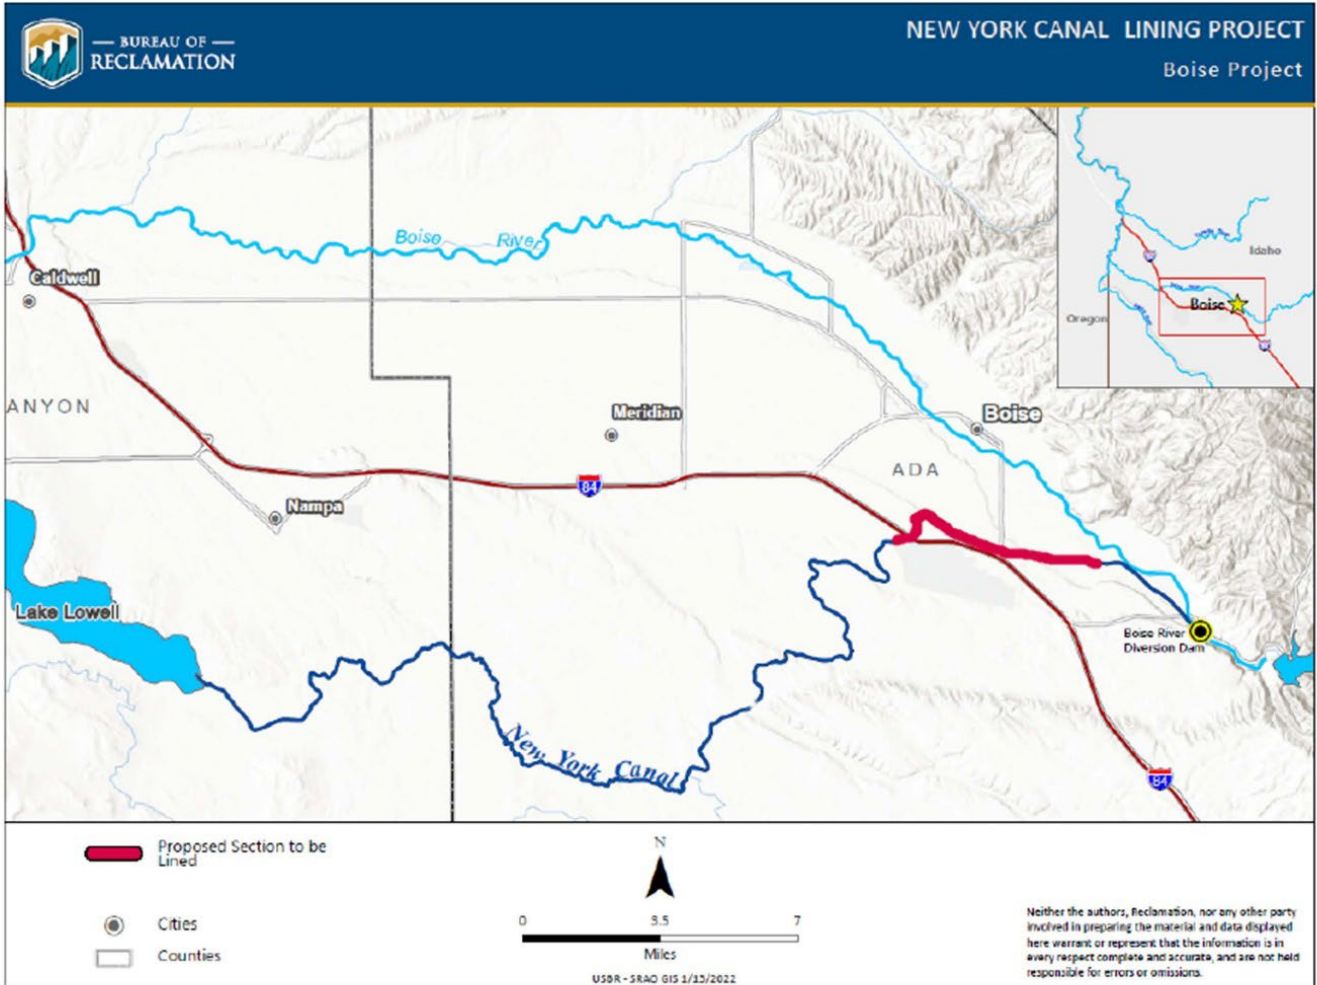 BUREAU OF
RECLAMATION
NEW YORK CANAL LINING PROJECT
Boise Project
Boise River
Caldwell
Idaho
Boise
Oregon
ANYON
Meridian
Boise
ADA
84
Nampa
Lake Lowell
Boise River
Diversion Dam
New York Canal
84
Proposed Section to be
Lined
Cities
Counties
N
0 3.5 7
Miles
USBR - SRAO GIS 1/13/2022
Neither the authors, Reclamation, nor any other party
involved in preparing the material and data displayed
here warrant or represent that the information is in
every respect complete and accurate, and are not held
responsible for errors or omissions.